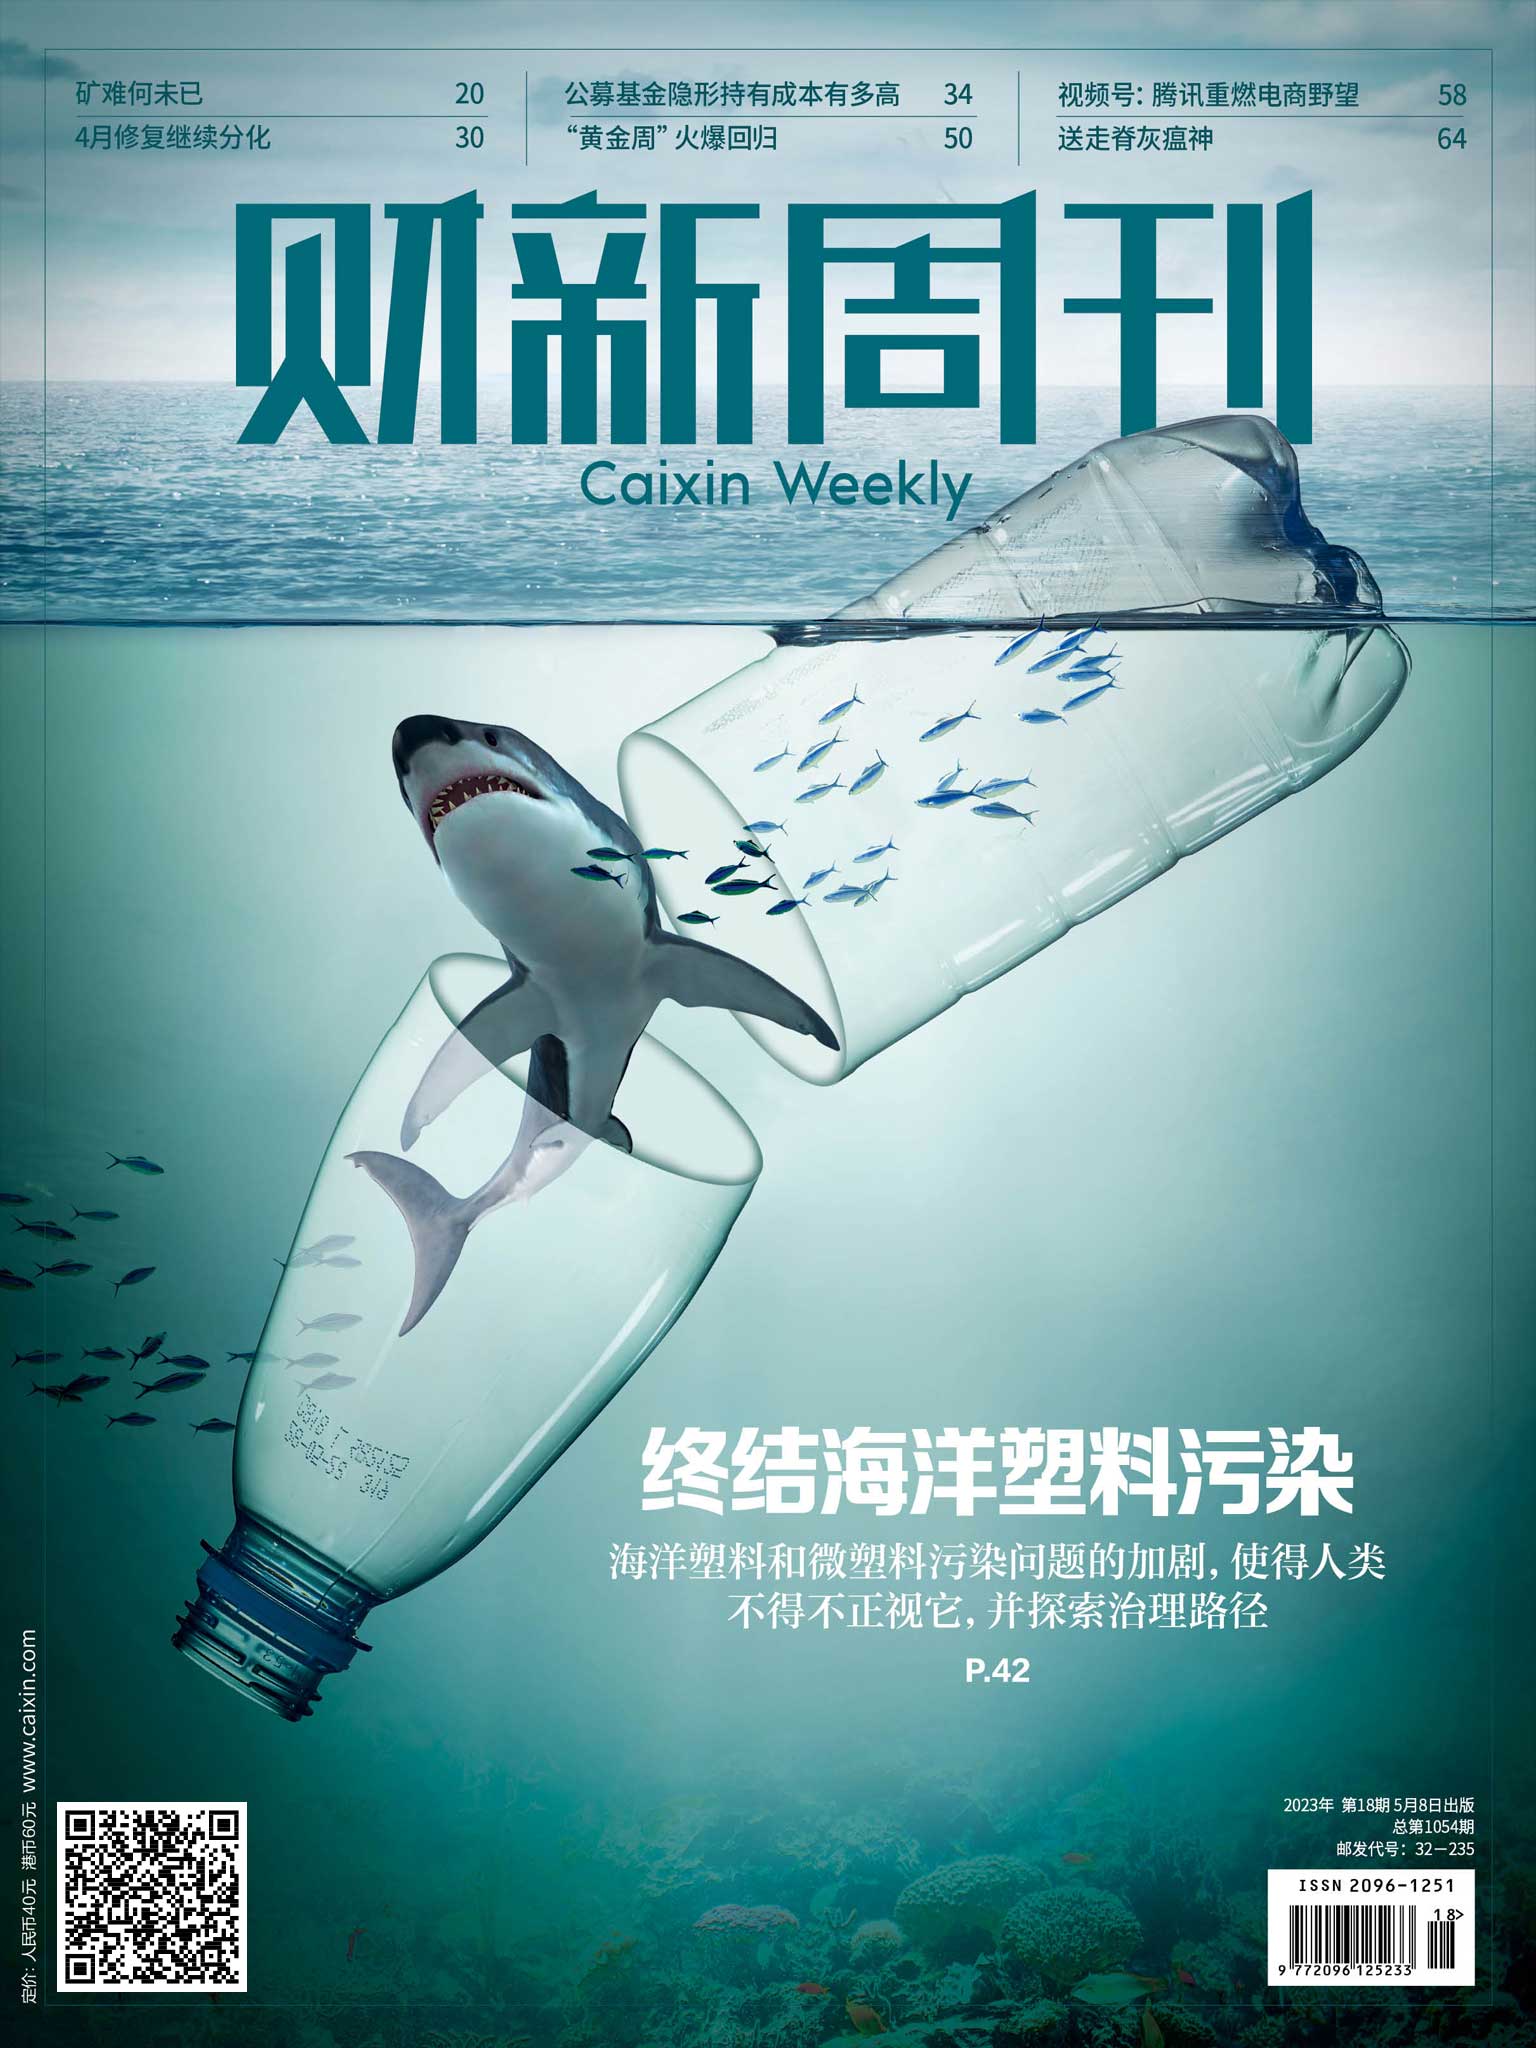 矿难何未已 20
4月修复继续分化 30
公募基金隐形持有成本有多高 34
“黄金周”火爆回归 50
视频号：腾讯重燃电商野望 58
送走脊灰瘟神 64
财新周刊
Caixin Weekly
终结海洋塑料污染
海洋塑料和微塑料污染问题的加剧，使得人类
不得不正视它，并探索治理路径
P.42
定价：人民币40元 港币60元 www.caixin.com
2023年 第18期 5月8日出版
总第1054期
邮发代号：32－235
ISSN 2096-1251
18>
9 772096 125233